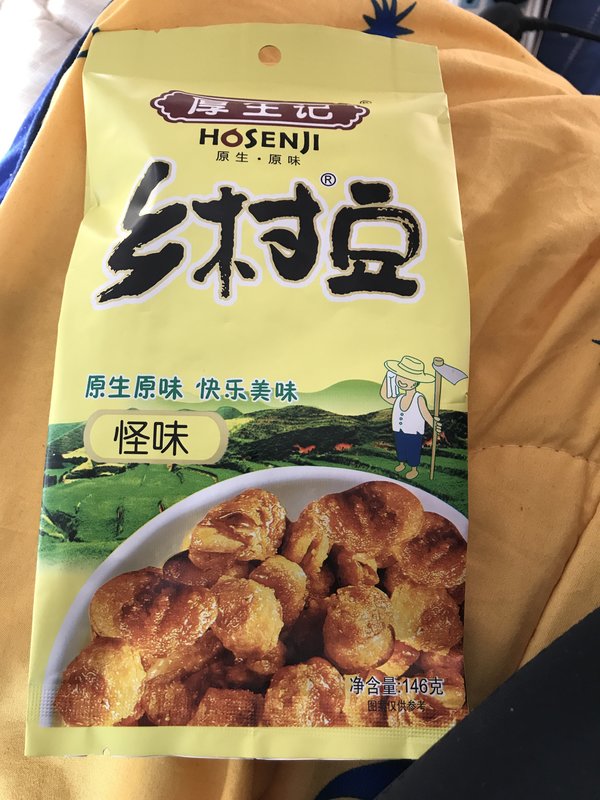 厚生记
HOSENJI
原生·原味
乡村豆®
原生原味 快乐美味
怪味
净含量:146克
图案仅供参考